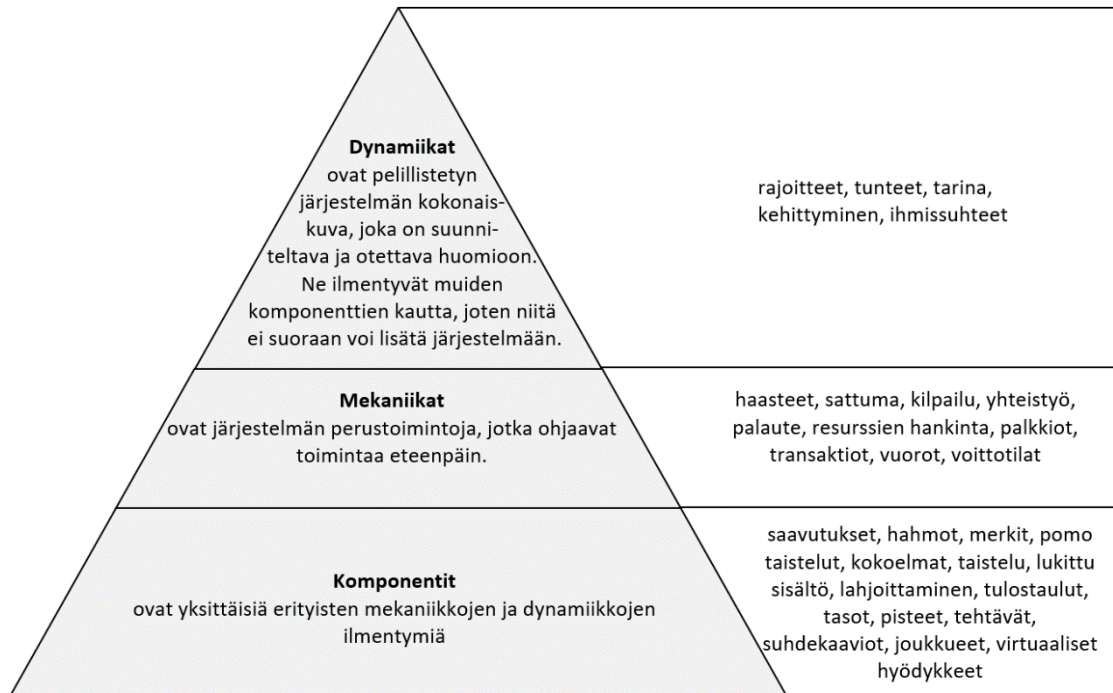 Dynamiikat
ovat pelillistetyn
järjestelmän kokonais-
kuva, joka on suunni-
teltava ja otettava huomioon.
Ne ilmentyvät muiden
komponenttien kautta, joten niitä
ei suoraan voi lisätä järjestelmään.
rajoitteet, tunteet, tarina,
kehittyminen, ihmissuhteet
Mekaniikat
ovat järjestelmän perustoimintoja, jotka ohjaavat
toimintaa eteenpäin.
haasteet, sattuma, kilpailu, yhteistyö,
palaute, resurssien hankinta, palkkiot,
transaktiot, vuorot, voittotilat
Komponentit
ovat yksittäisiä erityisten mekaniikkojen ja dynamiikkojen
ilmentymiä
saavutukset, hahmot, merkit, pomo
taistelut, kokoelmat, taistelu, lukittu
sisältö, lahjoittaminen, tulostaulut,
tasot, pisteet, tehtävät,
suhdekaaviot, joukkueet, virtuaaliset
hyödykkeet